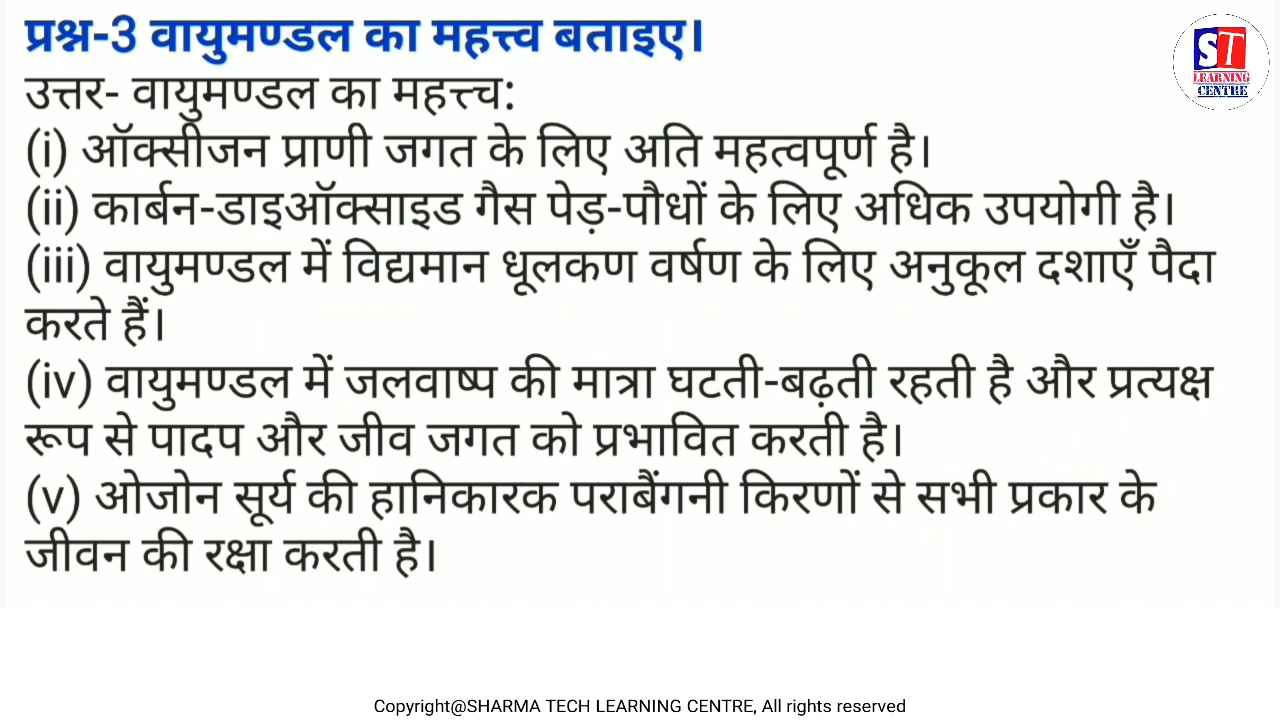 प्रश्न-3 वायुमण्डल का महत्त्व बताइए।
उत्तर- वायुमण्डल का महत्त्च:
(i) ऑक्सीजन प्राणी जगत के लिए अति महत्वपूर्ण है।
(ii) कार्बन-डाइऑक्साइड गैस पेड़-पौधों के लिए अधिक उपयोगी है।
(iii) वायुमण्डल में विद्यमान धूलकण वर्षण के लिए अनुकूल दशाएँ पैदा
करते हैं।
(iv) वायुमण्डल में जलवाष्प की मात्रा घटती-बढ़ती रहती है और प्रत्यक्ष
रूप से पादप और जीव जगत को प्रभावित करती है।
(v) ओजोन सूर्य की हानिकारक पराबैंगनी किरणों से सभी प्रकार के
जीवन की रक्षा करती है।
ST
LEARNING
CENTRE
Copyright@SHARMA TECH LEARNING CENTRE, All rights reserved